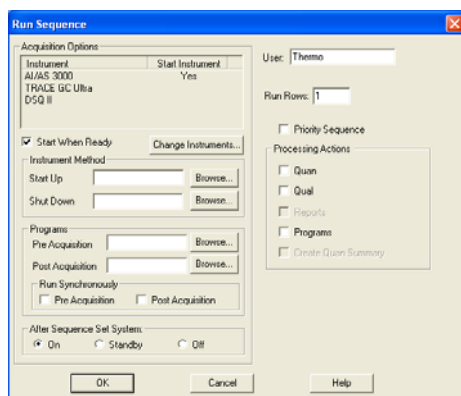 Run Sequence
Acquisition Options
Instrument Start Instrument
AI/AS 3000 Yes
TRACE GC Ultra
DSQ II
Start When Ready
Change Instruments...
Instrument Method
Start Up Browse...
Shut Down Browse...
Programs
Pre Acquisition Browse...
Post Acquisition Browse...
Run Synchronously
Pre Acquisition Post Acquisition
After Sequence Set System:
On Standby Off
User: Thermo
Run Rows: 1
Priority Sequence
Processing Actions
Quan
Qual
Reports
Programs
Create Quan Summary
OK Cancel Help